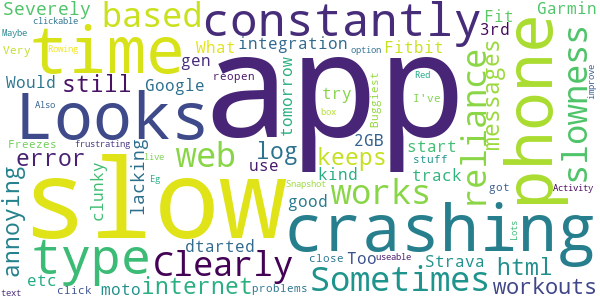 Severely
clickable
Maybe
Very
Rowing
based
What
Would
gen
time
still
constantly
integration
Google
Fitbit
reopen
app
tomorrow
option
try
box
Red
I've
Bugglest
3rd
Fit
Garmin
messages
reliance
phone
slowness
stuff
improve
Also
Looks
Freezes
frustrating
error
annoying
clunky
lacking
live
Eg
web
log
use
2GB
keeps
kind
start
track
Snapshot
good
works
got
Activity
slow
crashing
Lots
type
clearly
dtarted
close
Too
useable
Strava
html
etc
click
moto
internet
problems
Sometimes
workouts
text